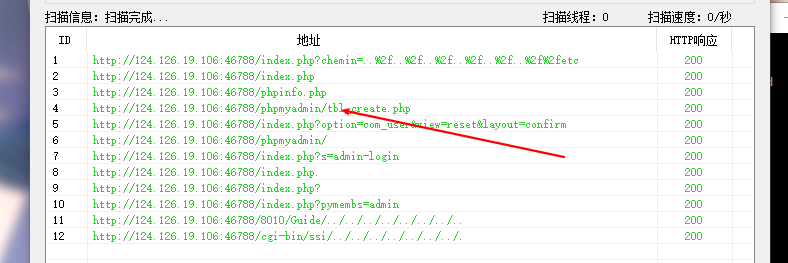 扫描信息: 扫描完成... 扫描线程: 0 扫描速度: 0/秒
ID 地址 HTTP响应
1 http://124.126.19.106:46788/index.php?chemin=..%2f..%2f..%2f..%2f..%2f..%2f%2fetc 200
2 http://124.126.19.106:46788/index.php 200
3 http://124.126.19.106:46788/phpinfo.php 200
4 http://124.126.19.106:46788/phpmyadmin/tbl_create.php 200
5 http://124.126.19.106:46788/index.php?option=com_user&view=reset&layout=confirm 200
6 http://124.126.19.106:46788/phpmyadmin/ 200
7 http://124.126.19.106:46788/index.php?s=admin-login 200
8 http://124.126.19.106:46788/index.php. 200
9 http://124.126.19.106:46788/index.php? 200
10 http://124.126.19.106:46788/index.php?pymembs=admin 200
11 http://124.126.19.106:46788/8010/Guide/../../../../../../../.. 200
12 http://124.126.19.106:46788/cgi-bin/ssi/../../../../../../../. 200